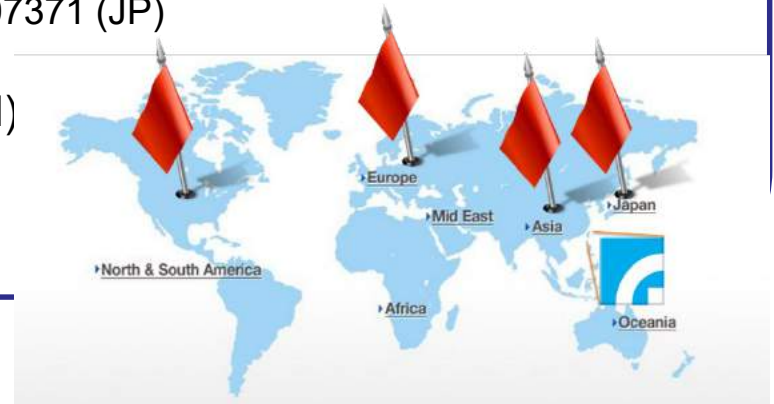 07371 (JP)
)
Europe
Mid East
Japan
Asia
North & South America
Africa
Oceania